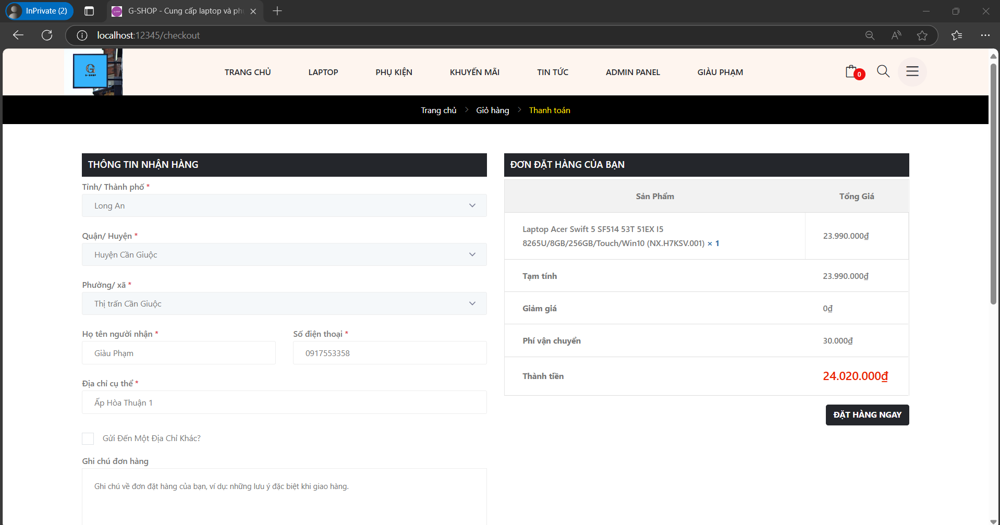 InPrivate (2)
G-SHOP - Cung cấp laptop và ph
localhost:12345/checkout
G
G-SHOP
TRANG CHỦ
LAPTOP
PHỤ KIỆN
KHUYẾN MÃI
TIN TỨC
ADMIN PANEL
GIÀU PHẠM
0
Trang chủ
Giỏ hàng
Thanh toán
THÔNG TIN NHẬN HÀNG
Tỉnh/ Thành phố *
Long An
Quận/ Huyện *
Huyện Cần Giuộc
Phường/ xã *
Thị trấn Cần Giuộc
Họ tên người nhận *
Số điện thoại *
Giàu Phạm
0917553358
Địa chỉ cụ thể *
Ấp Hòa Thuận 1
Gửi Đến Một Địa Chỉ Khác?
Ghi chú đơn hàng
Ghi chú về đơn đặt hàng của bạn, ví dụ: những lưu ý đặc biệt khi giao hàng.
ĐƠN ĐẶT HÀNG CỦA BẠN
Sản Phẩm
Tổng Giá
Laptop Acer Swift 5 SF514 53T 51EX I5
8265U/8GB/256GB/Touch/Win10 (NX.H7KSV.001) × 1
23.990.000₫
Tạm tính
23.990.000₫
Giảm giá
0₫
Phí vận chuyển
30.000₫
Thành tiền
24.020.000₫
ĐẶT HÀNG NGAY